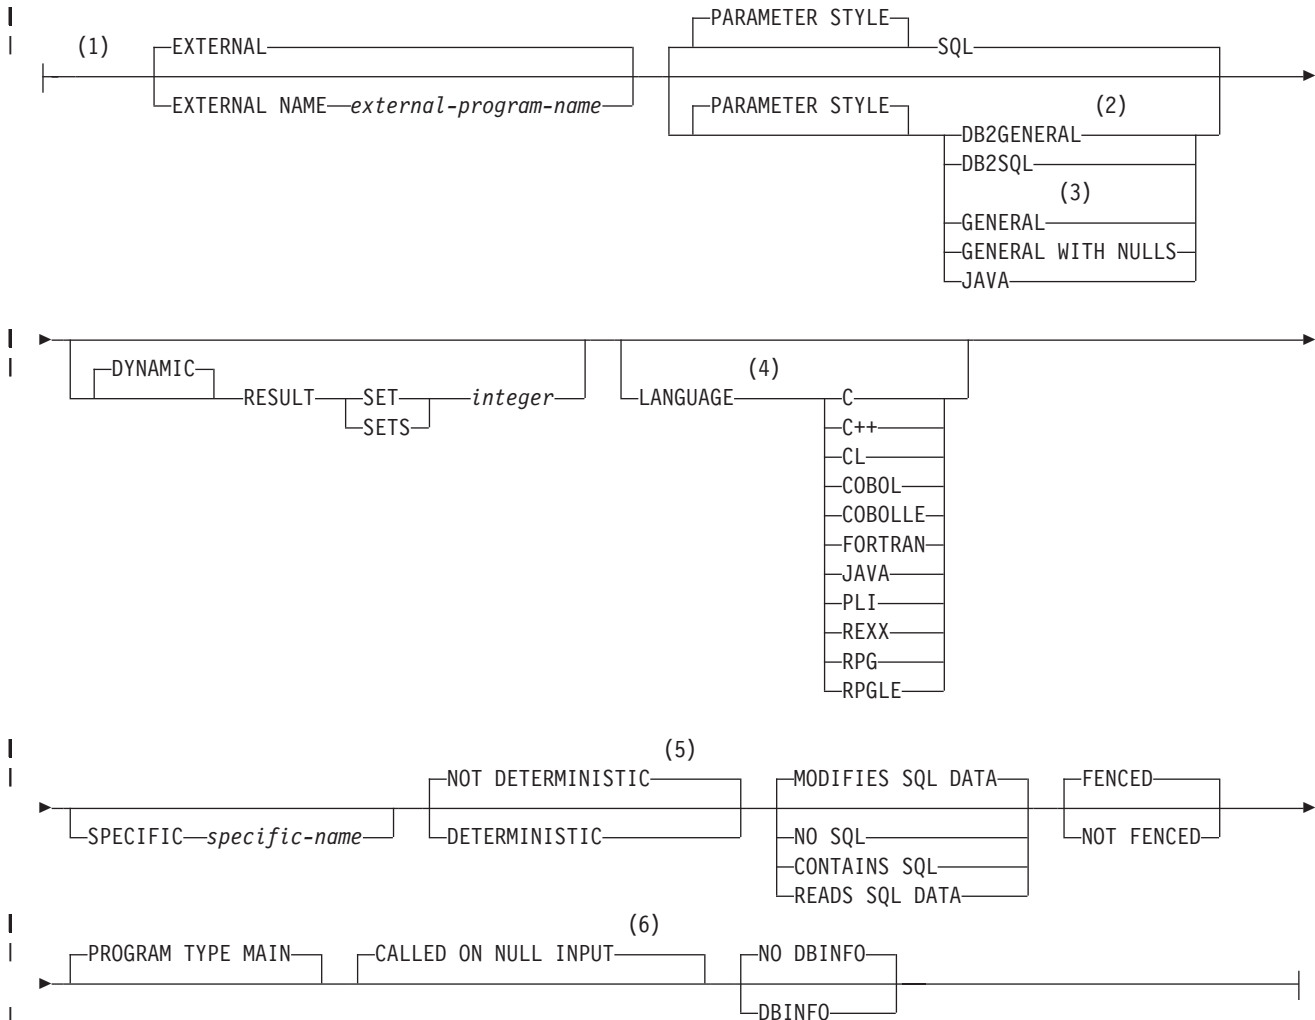 PARAMETER STYLE
(1) EXTERNAL SQL
EXTERNAL NAME external-program-name PARAMETER STYLE (2)
DB2GENERAL
DB2SQL
(3)
GENERAL
GENERAL WITH NULLS
JAVA
DYNAMIC (4)
RESULT SET integer LANGUAGE C
SETS C++
CL
COBOL
COBOLLE
FORTRAN
JAVA
PLI
REXX
RPG
RPGLE
(5)
NOT DETERMINISTIC MODIFIES SQL DATA FENCED
SPECIFIC specific-name DETERMINISTIC NO SQL NOT FENCED
CONTAINS SQL
READS SQL DATA
(6)
PROGRAM TYPE MAIN CALLED ON NULL INPUT NO DBINFO
DBINFO